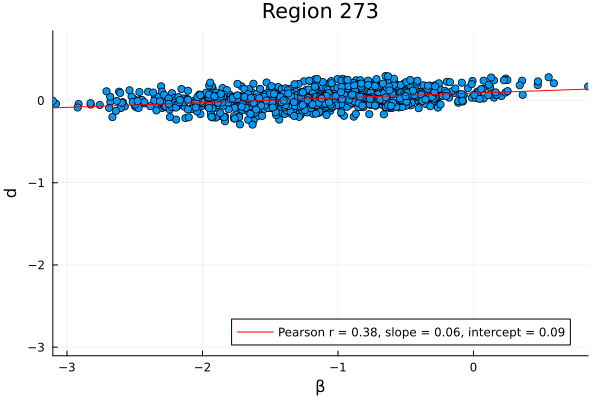 Region 273
d
0
−1
−2
−3
Pearson r = 0.38, slope = 0.06, intercept = 0.09
−3
−2
−1
0
β